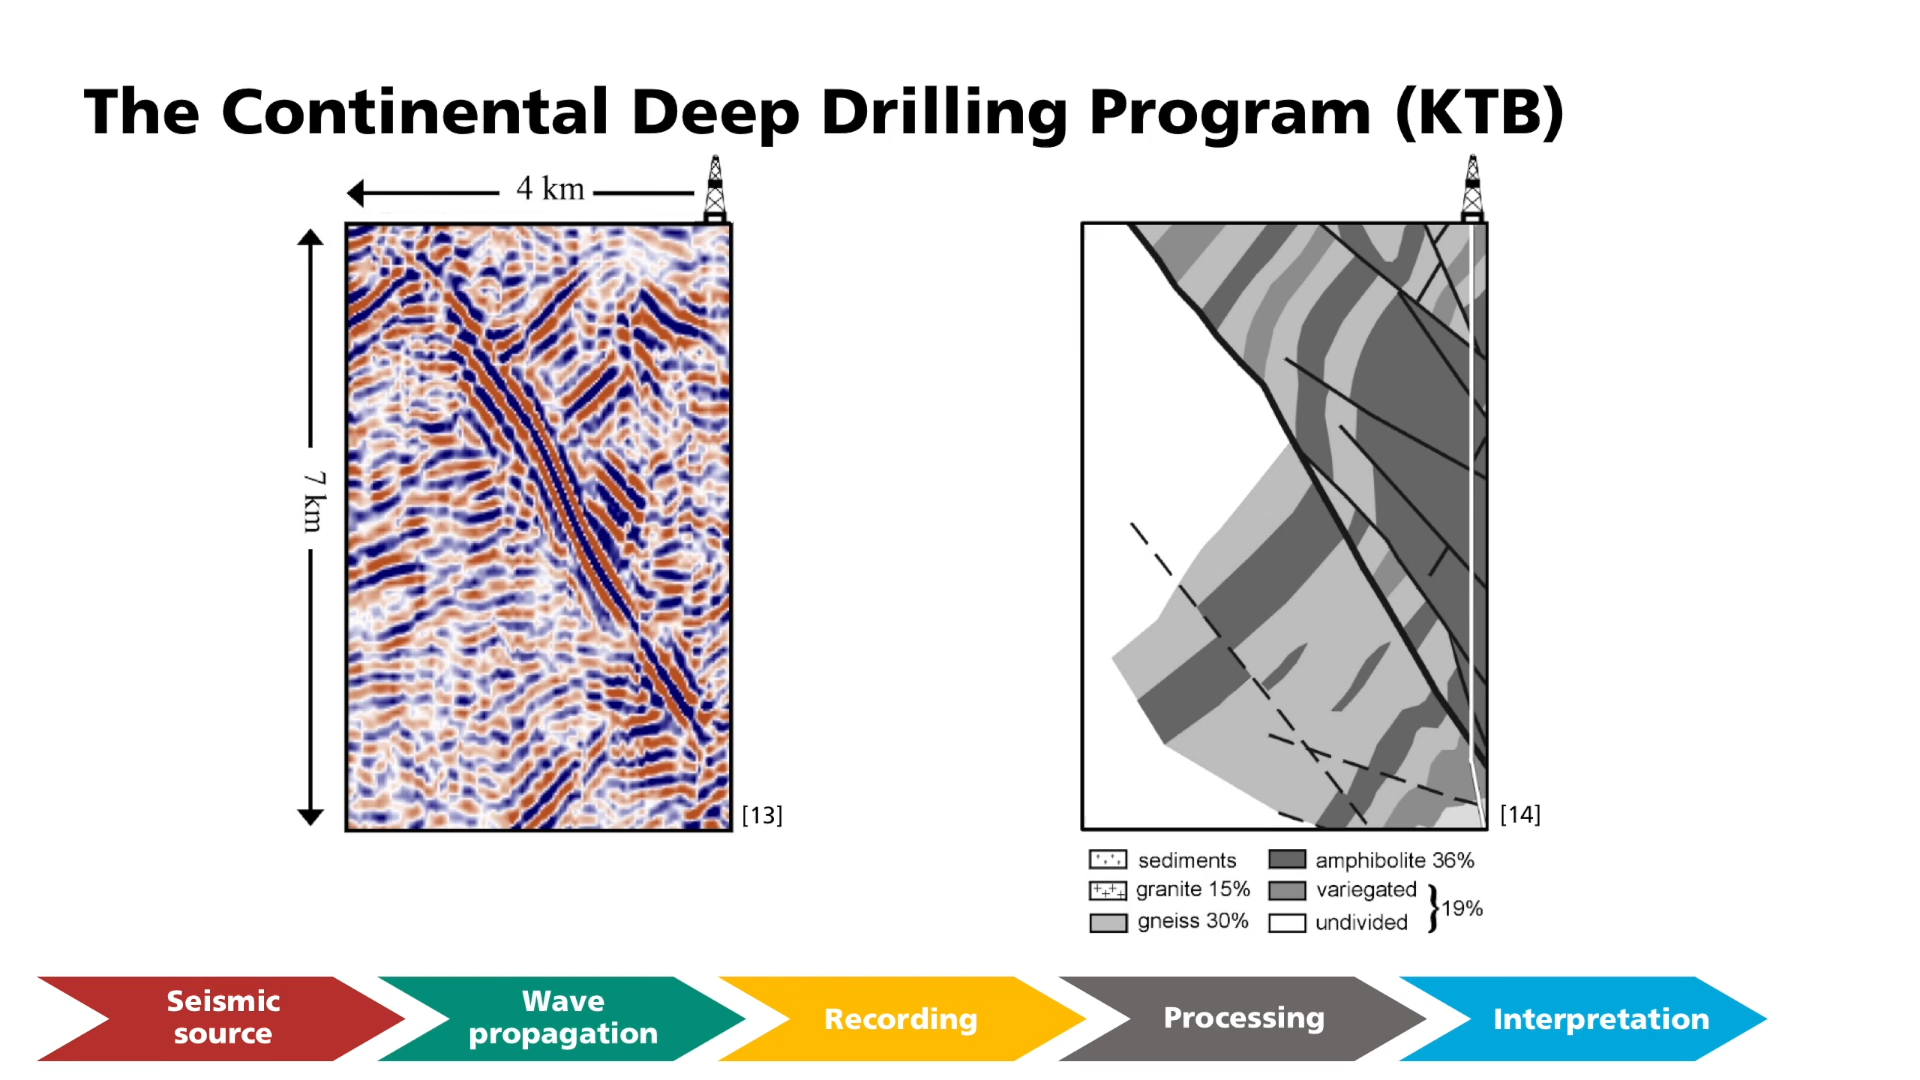 The Continental Deep Drilling Program (KTB)
4 km
7 km
[13]
[14]
sediments
amphibolite 36%
granite 15%
variegated
19%
gneiss 30%
undivided
Seismic
source
Wave
propagation
Recording
Processing
Interpretation